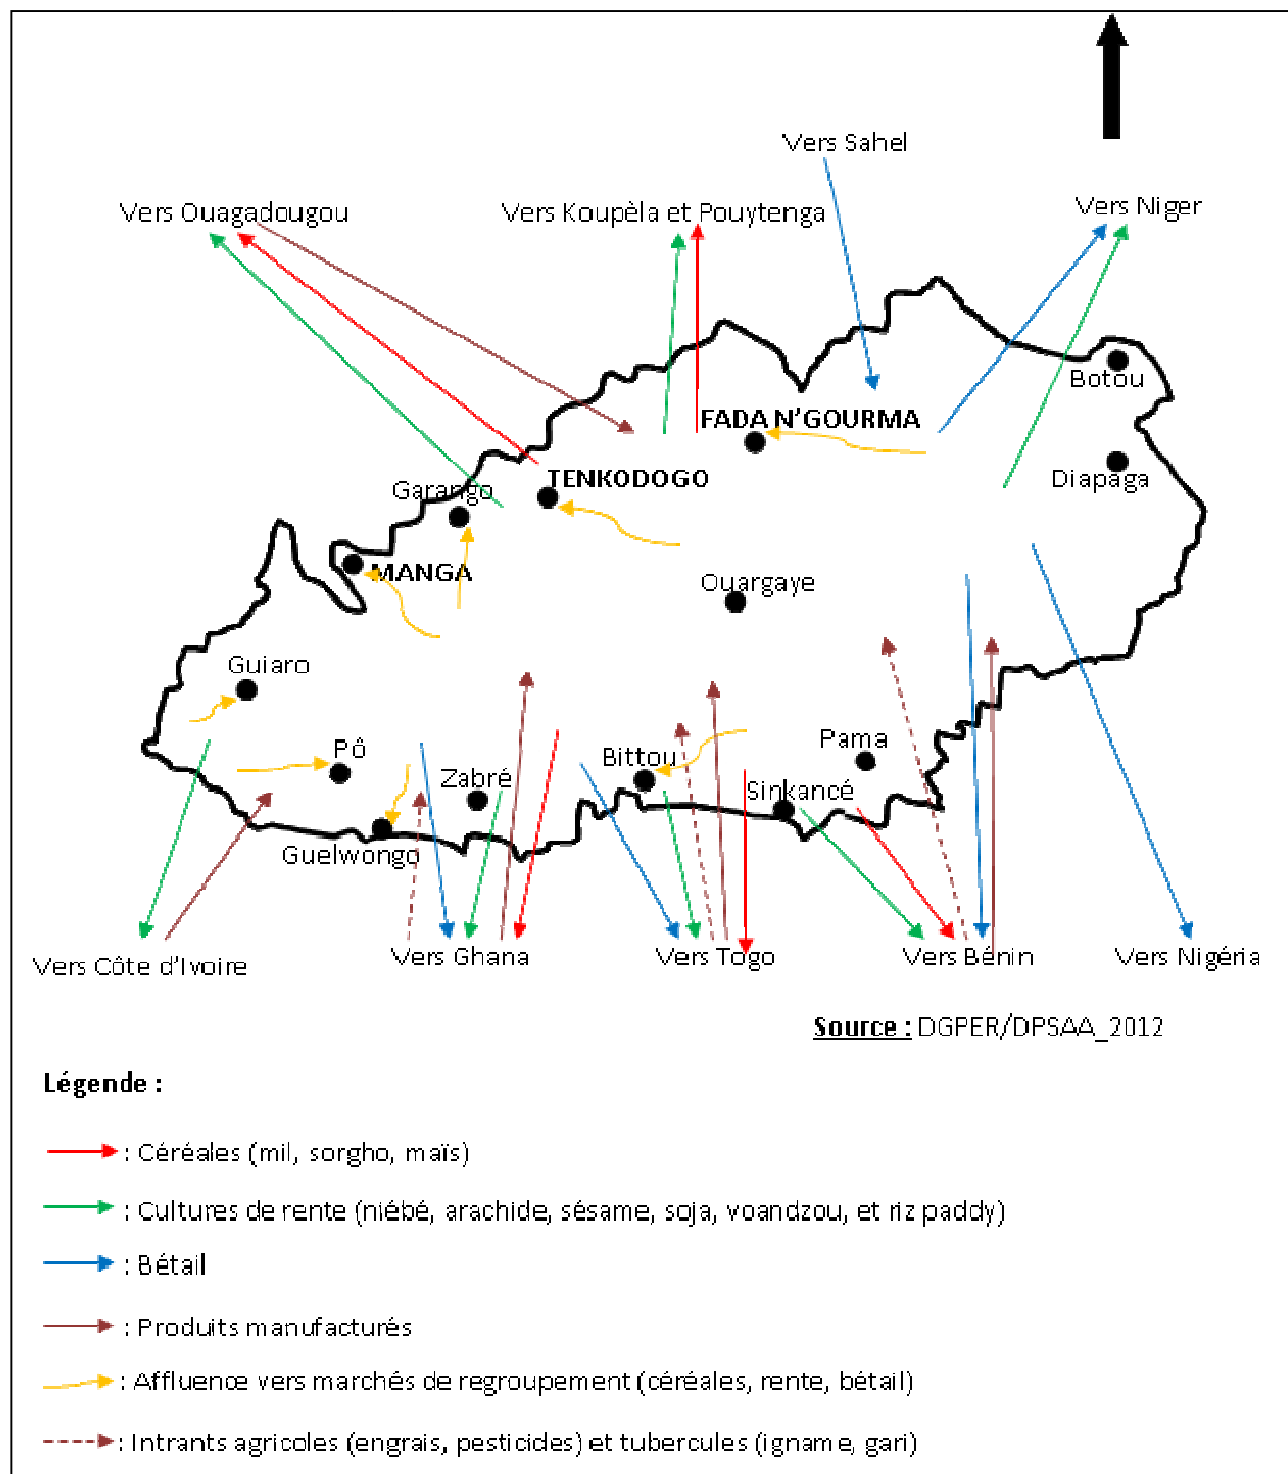 Vers Sahel
Vers Ouagadougou
Vers Koupèla et Pouytenga
Vers Niger
Botou
FADA N'GOURMA
Diapaga
TENKODOGO
Garango
MANGA
Ouargaye
Guiaro
Pô
Zabré
Bittou
Pama
Sinkancé
Guelwongo
Vers Côte d'Ivoire
Vers Ghana
Vers Togo
Vers Bénin
Vers Nigéria
Source : DGPER/DPSAA_2012
Légende :
: Céréales (mil, sorgho, maïs)
: Cultures de rente (niébé, arachide, sésame, soja, voandzou, et riz paddy)
: Bétail
: Produits manufacturés
: Affluence vers marchés de regroupement (céréales, rente, bétail)
: Intrants agricoles (engrais, pesticides) et tubercules (igname, gari)